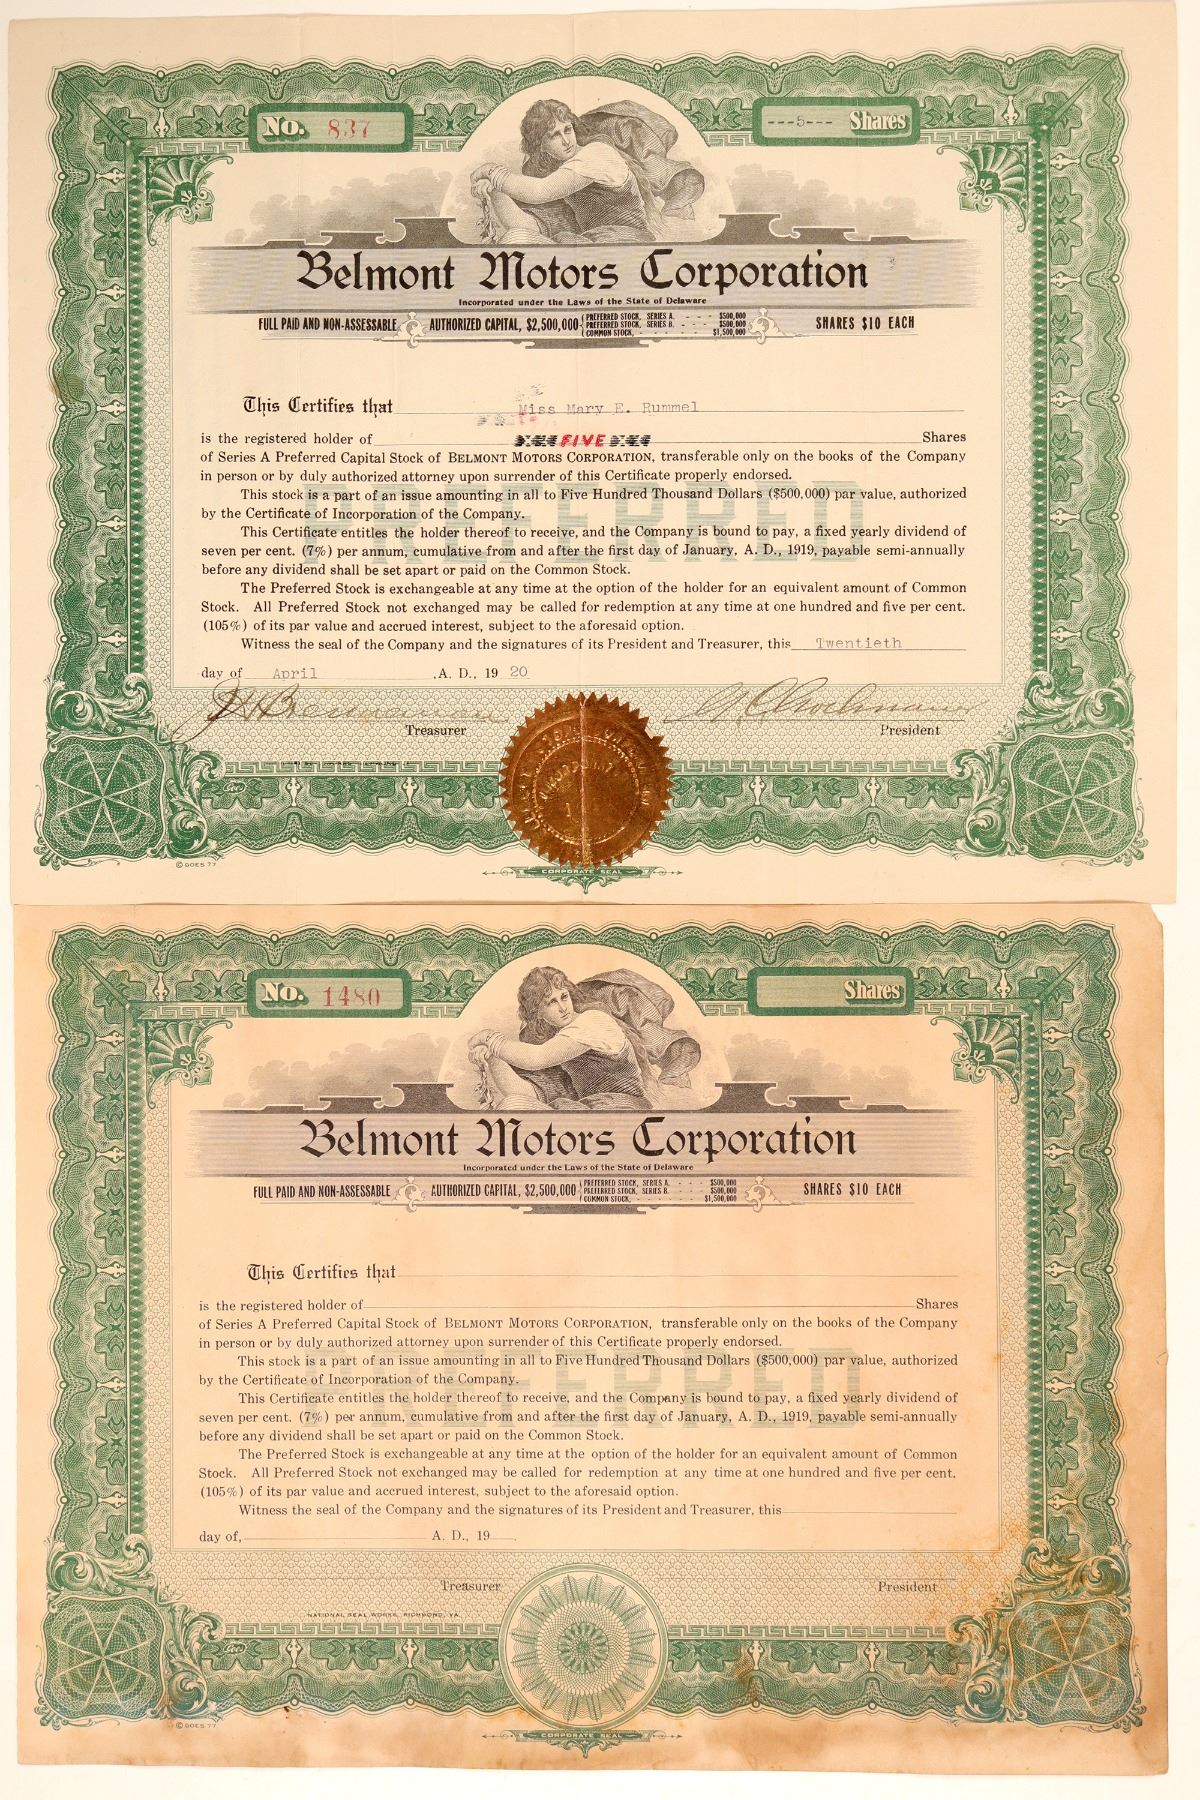 No. 837
---5--- Shares
Belmont Motors Corporation
Incorporated under the Laws of the State of Delaware
FULL PAID AND NON-ASSESSABLE AUTHORIZED CAPITAL, $2,500,000
PREFERRED STOCK, SERIES A. - - - $500,000
PREFERRED STOCK, SERIES B. - - - $500,000
COMMON STOCK, - - - - - $1,500,000
SHARES $10 EACH
This Certifies that Miss Mary E. Rummel
is the registered holder of FIVE Shares
of Series A Preferred Capital Stock of BELMONT MOTORS CORPORATION, transferable only on the books of the Company
in person or by duly authorized attorney upon surrender of this Certificate properly endorsed.
This stock is a part of an issue amounting in all to Five Hundred Thousand Dollars ($500,000) par value, authorized
by the Certificate of Incorporation of the Company.
PREFERRED
This Certificate entitles the holder thereof to receive, and the Company is bound to pay, a fixed yearly dividend of
seven per cent. (7%) per annum, cumulative from and after the first day of January, A. D., 1919, payable semi-annually
before any dividend shall be set apart or paid on the Common Stock.
The Preferred Stock is exchangeable at any time at the option of the holder for an equivalent amount of Common
Stock. All Preferred Stock not exchanged may be called for redemption at any time at one hundred and five per cent.
(105%) of its par value and accrued interest, subject to the aforesaid option.
Witness the seal of the Company and the signatures of its President and Treasurer, this Twentieth
day of April, A. D., 19 20
Treasurer
President
Goes
© GOES 77
CORPORATE SEAL
No. 1480
Shares
Belmont Motors Corporation
Incorporated under the Laws of the State of Delaware
FULL PAID AND NON-ASSESSABLE AUTHORIZED CAPITAL, $2,500,000
PREFERRED STOCK, SERIES A. - - - $500,000
PREFERRED STOCK, SERIES B. - - - $500,000
COMMON STOCK, - - - - - $1,500,000
SHARES $10 EACH
This Certifies that
is the registered holder of Shares
of Series A Preferred Capital Stock of BELMONT MOTORS CORPORATION, transferable only on the books of the Company
in person or by duly authorized attorney upon surrender of this Certificate properly endorsed.
This stock is a part of an issue amounting in all to Five Hundred Thousand Dollars ($500,000) par value, authorized
by the Certificate of Incorporation of the Company.
PREFERRED
This Certificate entitles the holder thereof to receive, and the Company is bound to pay, a fixed yearly dividend of
seven per cent. (7%) per annum, cumulative from and after the first day of January, A. D., 1919, payable semi-annually
before any dividend shall be set apart or paid on the Common Stock.
The Preferred Stock is exchangeable at any time at the option of the holder for an equivalent amount of Common
Stock. All Preferred Stock not exchanged may be called for redemption at any time at one hundred and five per cent.
(105%) of its par value and accrued interest, subject to the aforesaid option.
Witness the seal of the Company and the signatures of its President and Treasurer, this
day of, A. D., 19
Treasurer
President
NATIONAL SEAL WORKS, RICHMOND, VA.
Goes
© GOES 77
CORPORATE SEAL